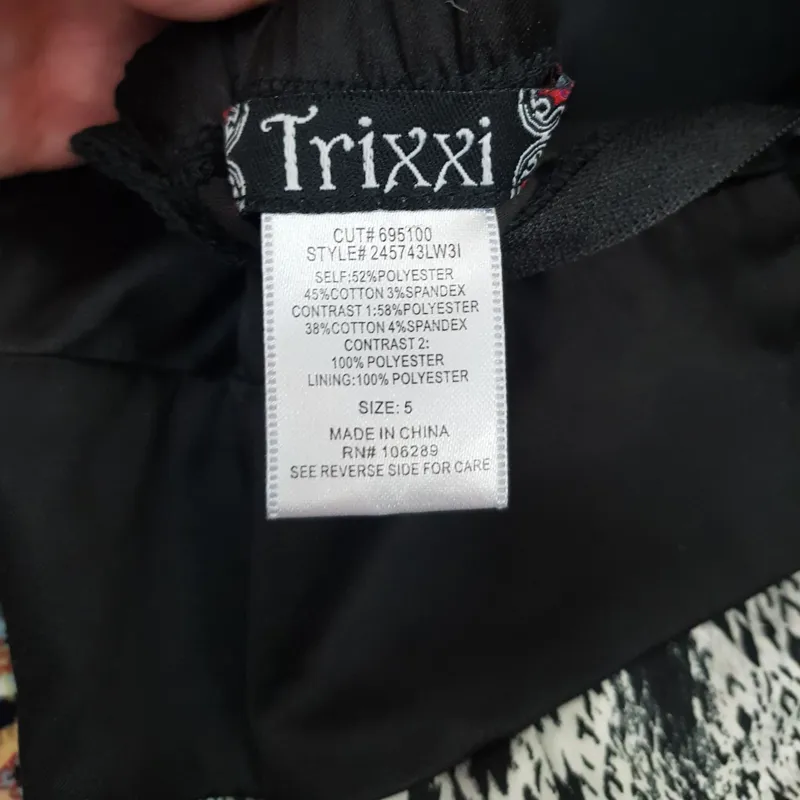 Trixxi
CUT# 695100
STYLE# 245743LW3I
SELF:52%POLYESTER
45%COTTON 3%SPANDEX
CONTRAST 1:58%POLYESTER
38%COTTON 4%SPANDEX
CONTRAST 2:
100% POLYESTER
LINING:100% POLYESTER
SIZE: 5
MADE IN CHINA
RN# 106289
SEE REVERSE SIDE FOR CARE